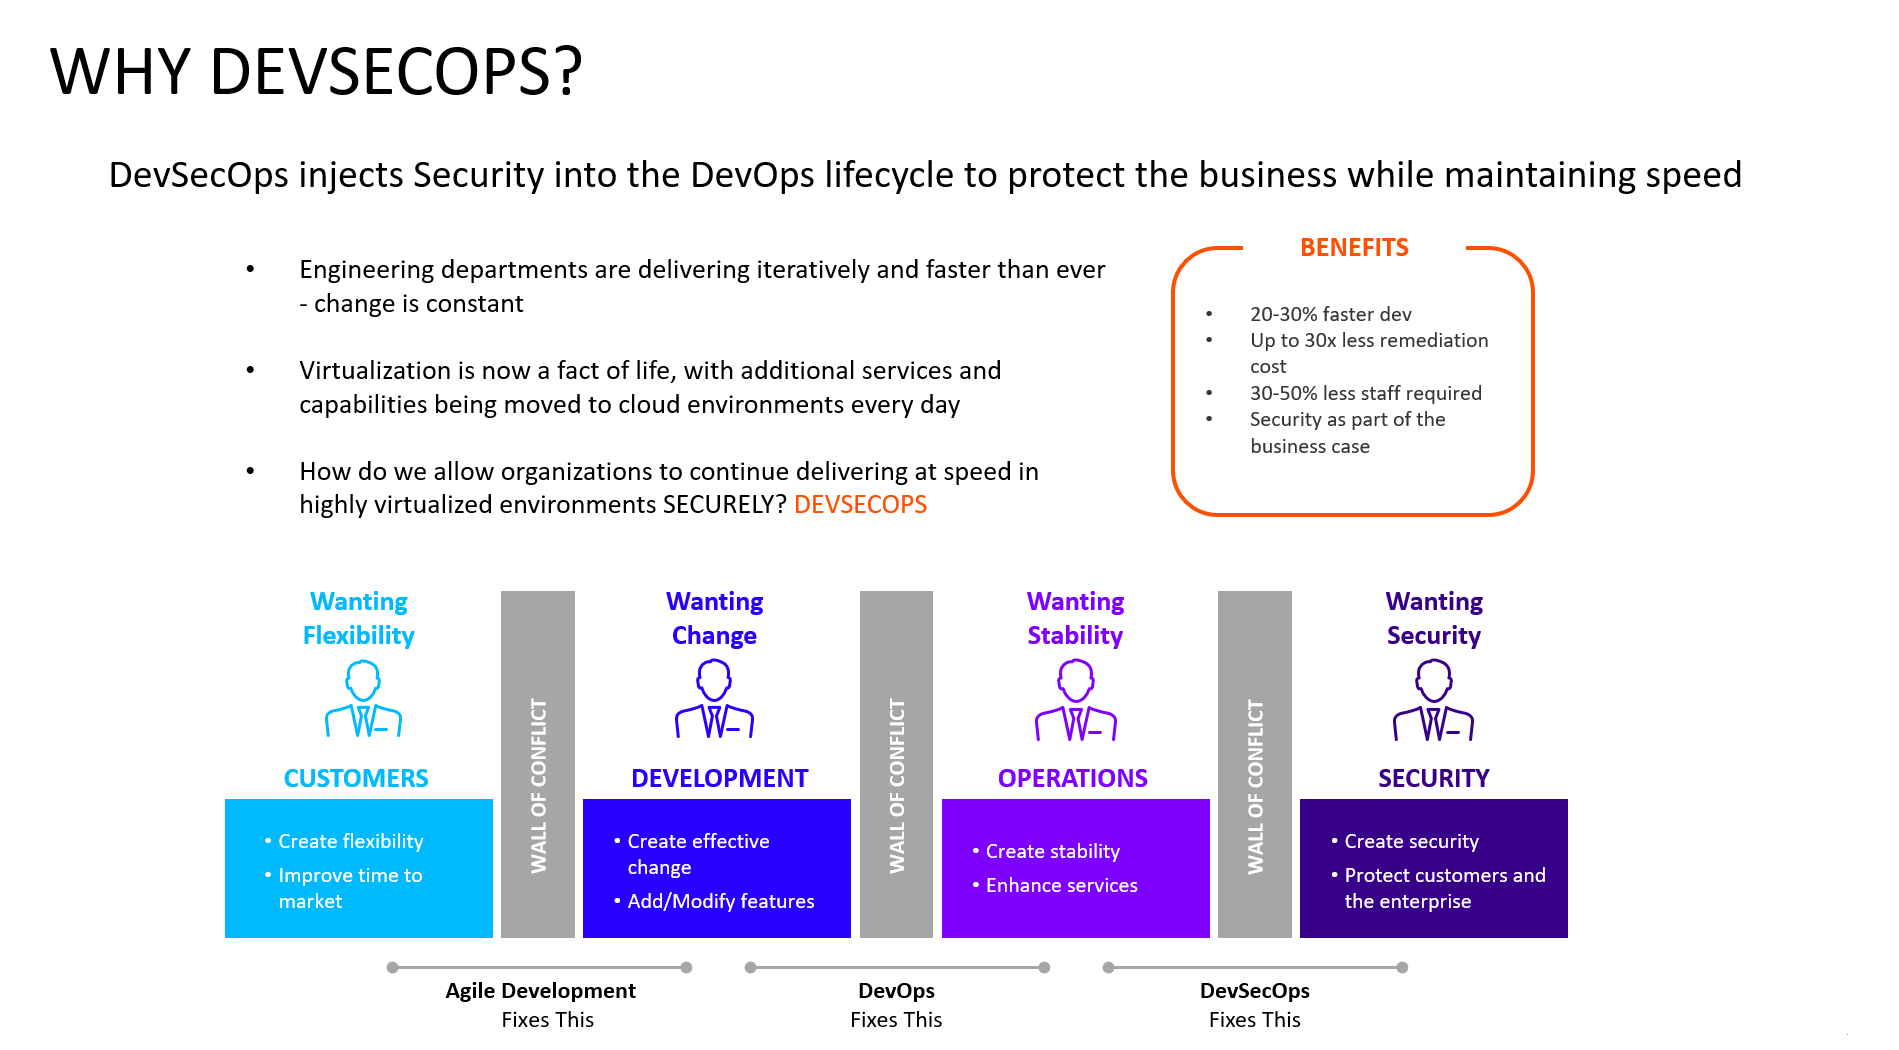 WHY DEVSECOPS?
DevSecOps injects Security into the DevOps lifecycle to protect the business while maintaining speed
• Engineering departments are delivering iteratively and faster than ever
- change is constant
• Virtualization is now a fact of life, with additional services and
capabilities being moved to cloud environments every day
• How do we allow organizations to continue delivering at speed in
highly virtualized environments SECURELY? DEVSECOPS
BENEFITS
• 20-30% faster dev
• Up to 30x less remediation
cost
• 30-50% less staff required
• Security as part of the
business case
Wanting
Flexibility
CUSTOMERS
• Create flexibility
• Improve time to
market
WALL OF CONFLICT
Wanting
Change
DEVELOPMENT
• Create effective
change
• Add/Modify features
WALL OF CONFLICT
Wanting
Stability
OPERATIONS
• Create stability
• Enhance services
WALL OF CONFLICT
Wanting
Security
SECURITY
• Create security
• Protect customers and
the enterprise
Agile Development
Fixes This
DevOps
Fixes This
DevSecOps
Fixes This